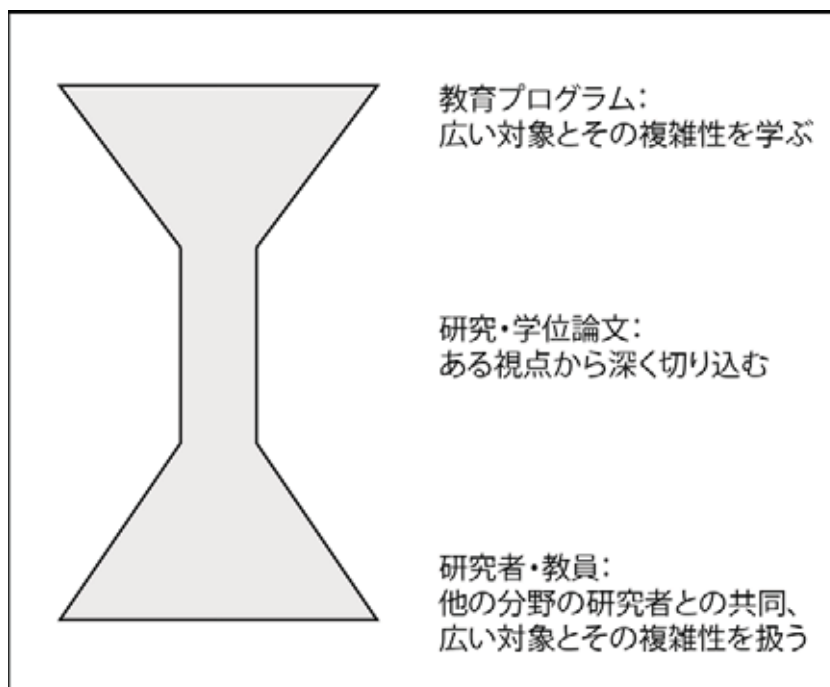 教育プログラム：
広い対象とその複雑性を学ぶ
研究・学位論文：
ある視点から深く切り込む
研究者・教員：
他の分野の研究者との共同、
広い対象とその複雑性を扱う